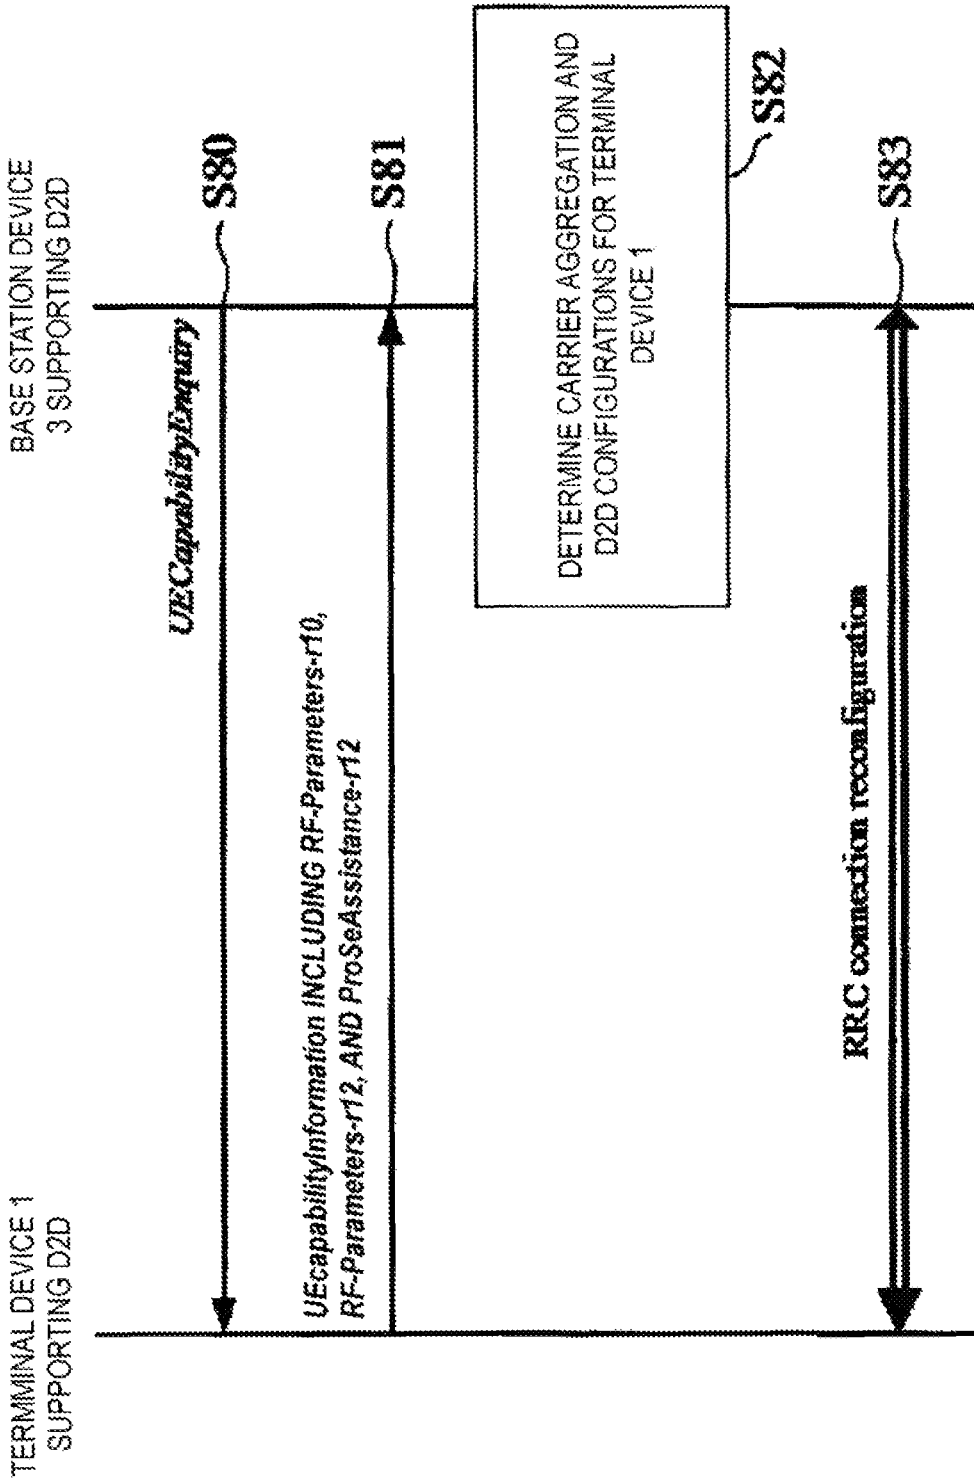 TERMMINAL DEVICE 1
SUPPORTING D2D
BASE STATION DEVICE
3 SUPPORTING D2D
UECapabilityEnquiry
S80
UEcapabilityInformation INCLUDING RF-Parameters-r10,
RF-Parameters-r12, AND ProSeAssistance-r12
S81
DETERMINE CARRIER AGGREGATION AND
D2D CONFIGURATIONS FOR TERMINAL
DEVICE 1
S82
RRC connection reconfiguration
S83